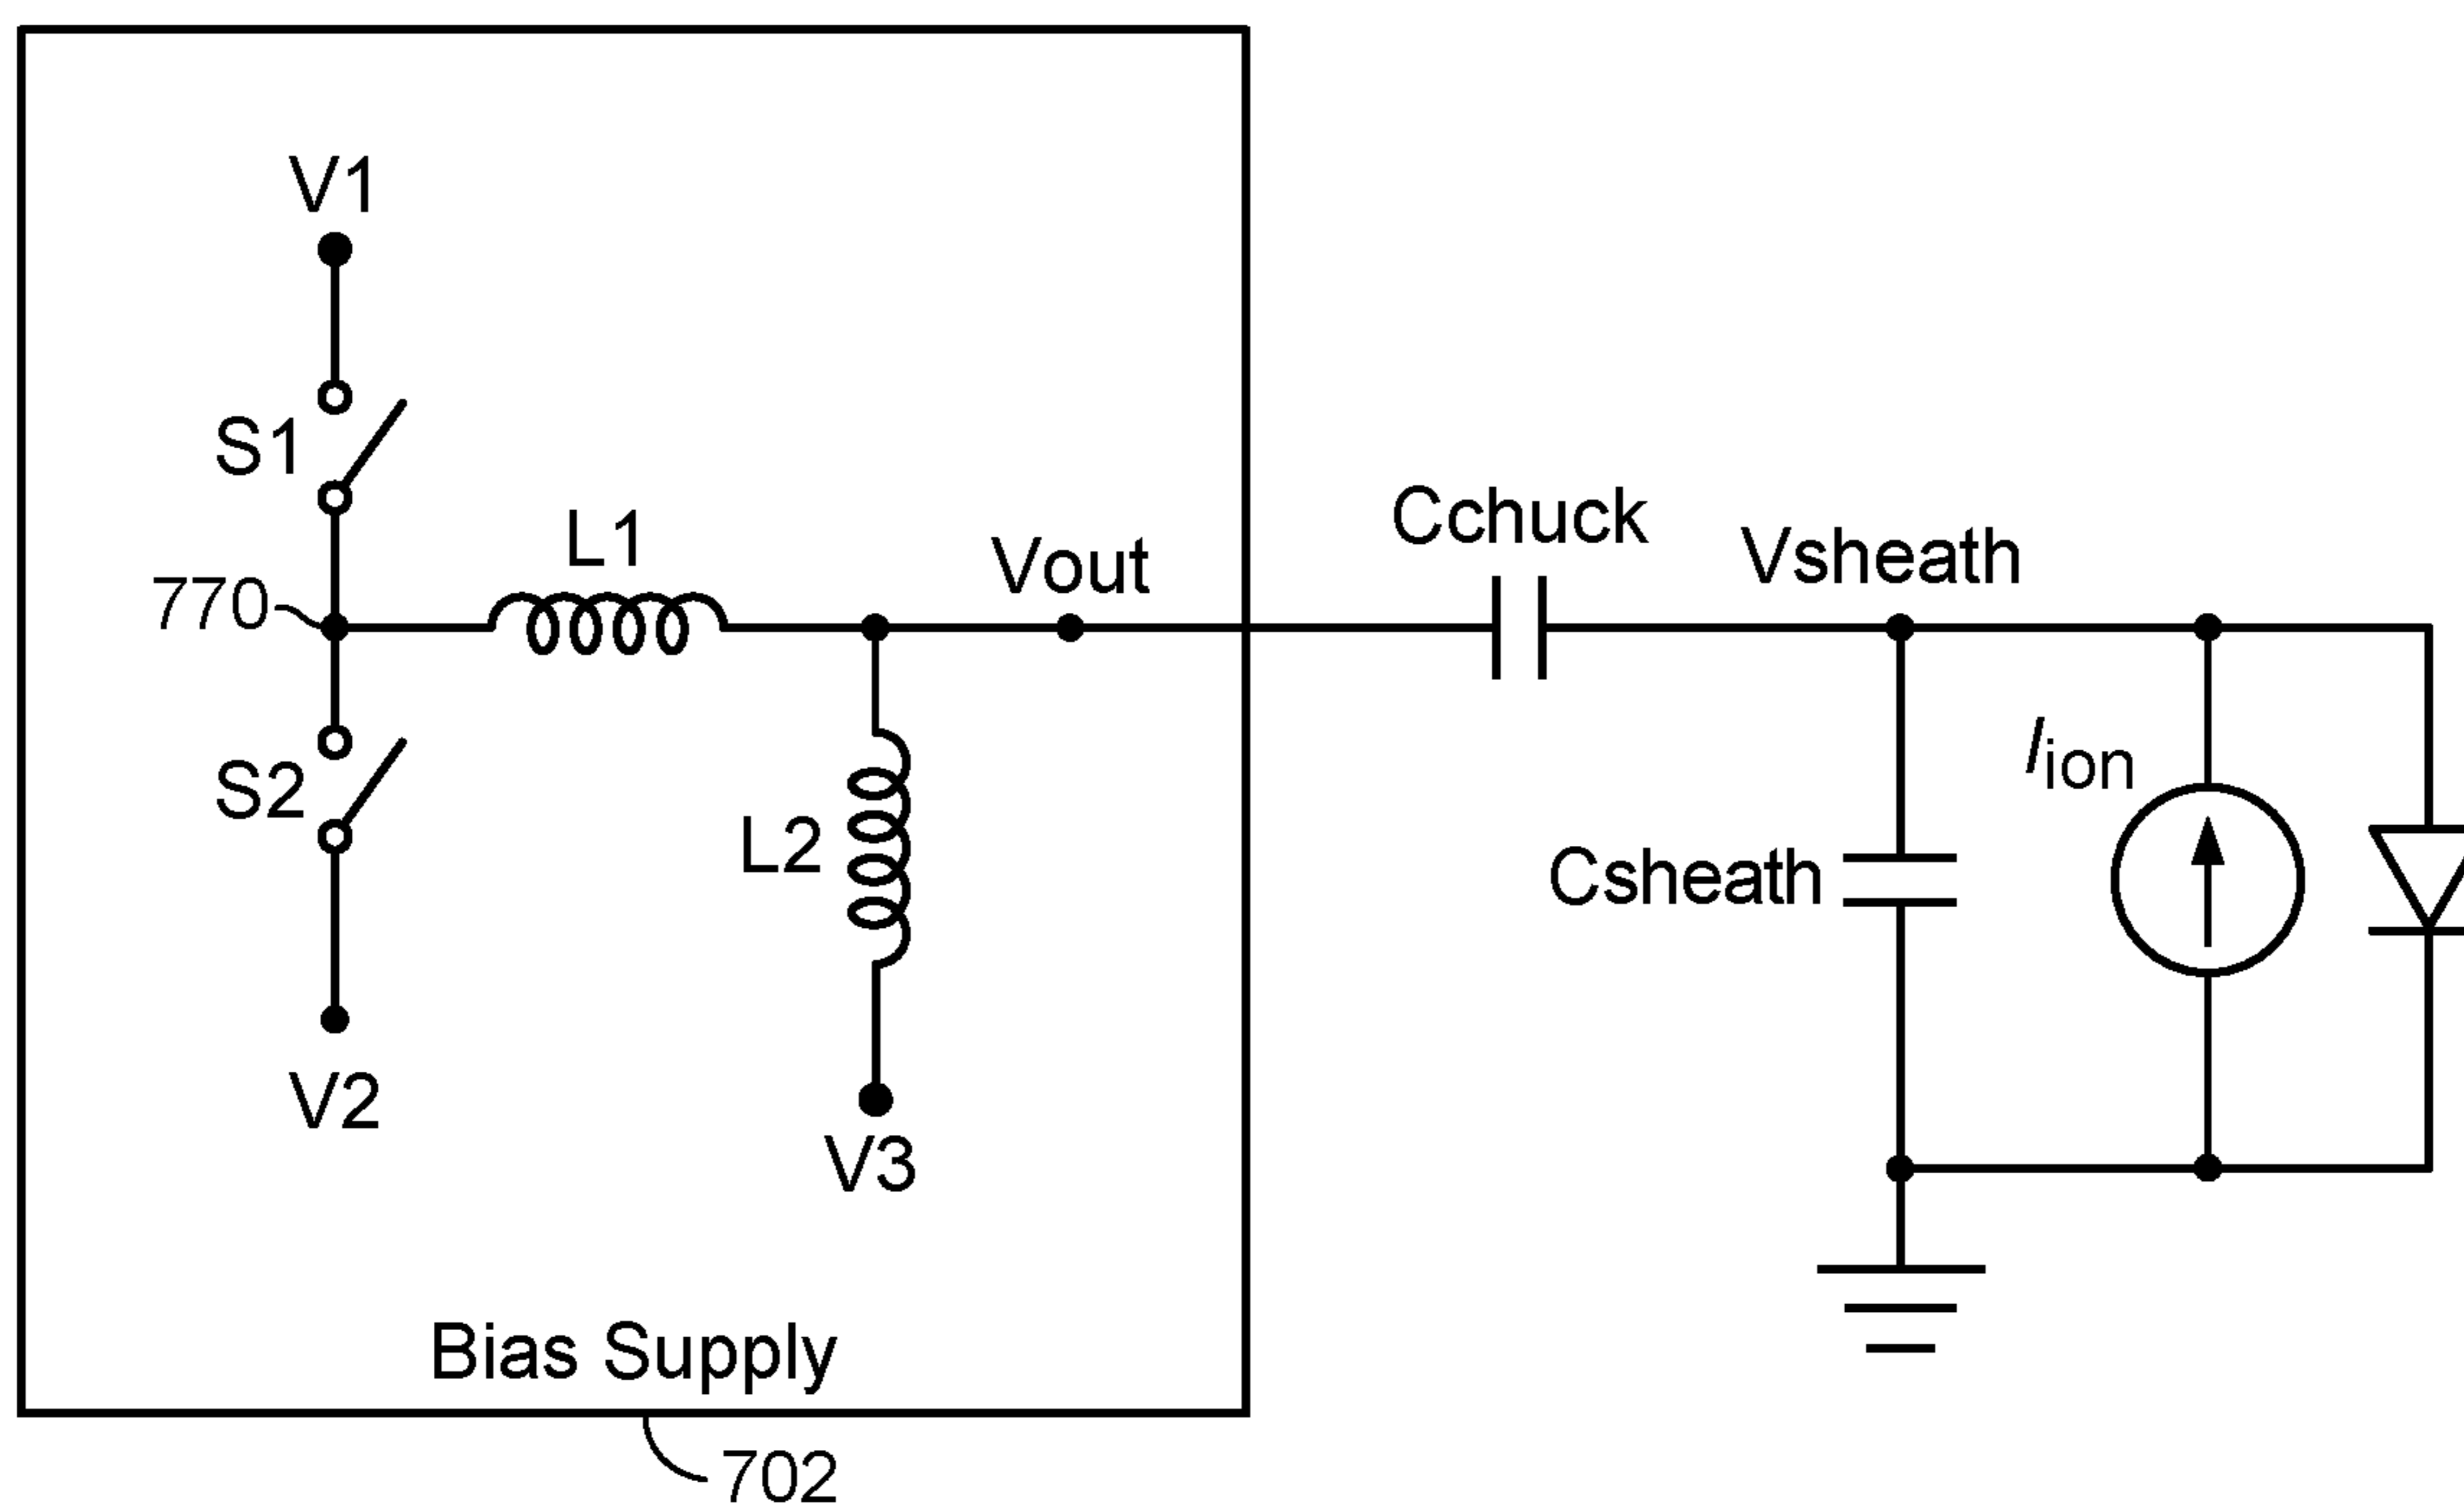 V1
S1
L1
770
Vout
Cchuck
Vsheath
S2
L2
Iion
Csheath
V2
V3
Bias Supply
702